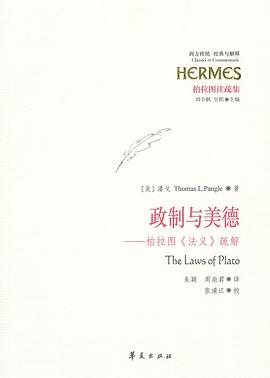 西方传统 经典与解释
Classici et Commentarii
HERMES
柏拉图注疏集
刘小枫 甘阳●主编
[美] 潘戈 Thomas L.Pangle ● 著
政制与美德
——柏拉图《法义》疏解
The Laws of Plato
朱颖 周尚君●译
张清江●校
华夏出版社